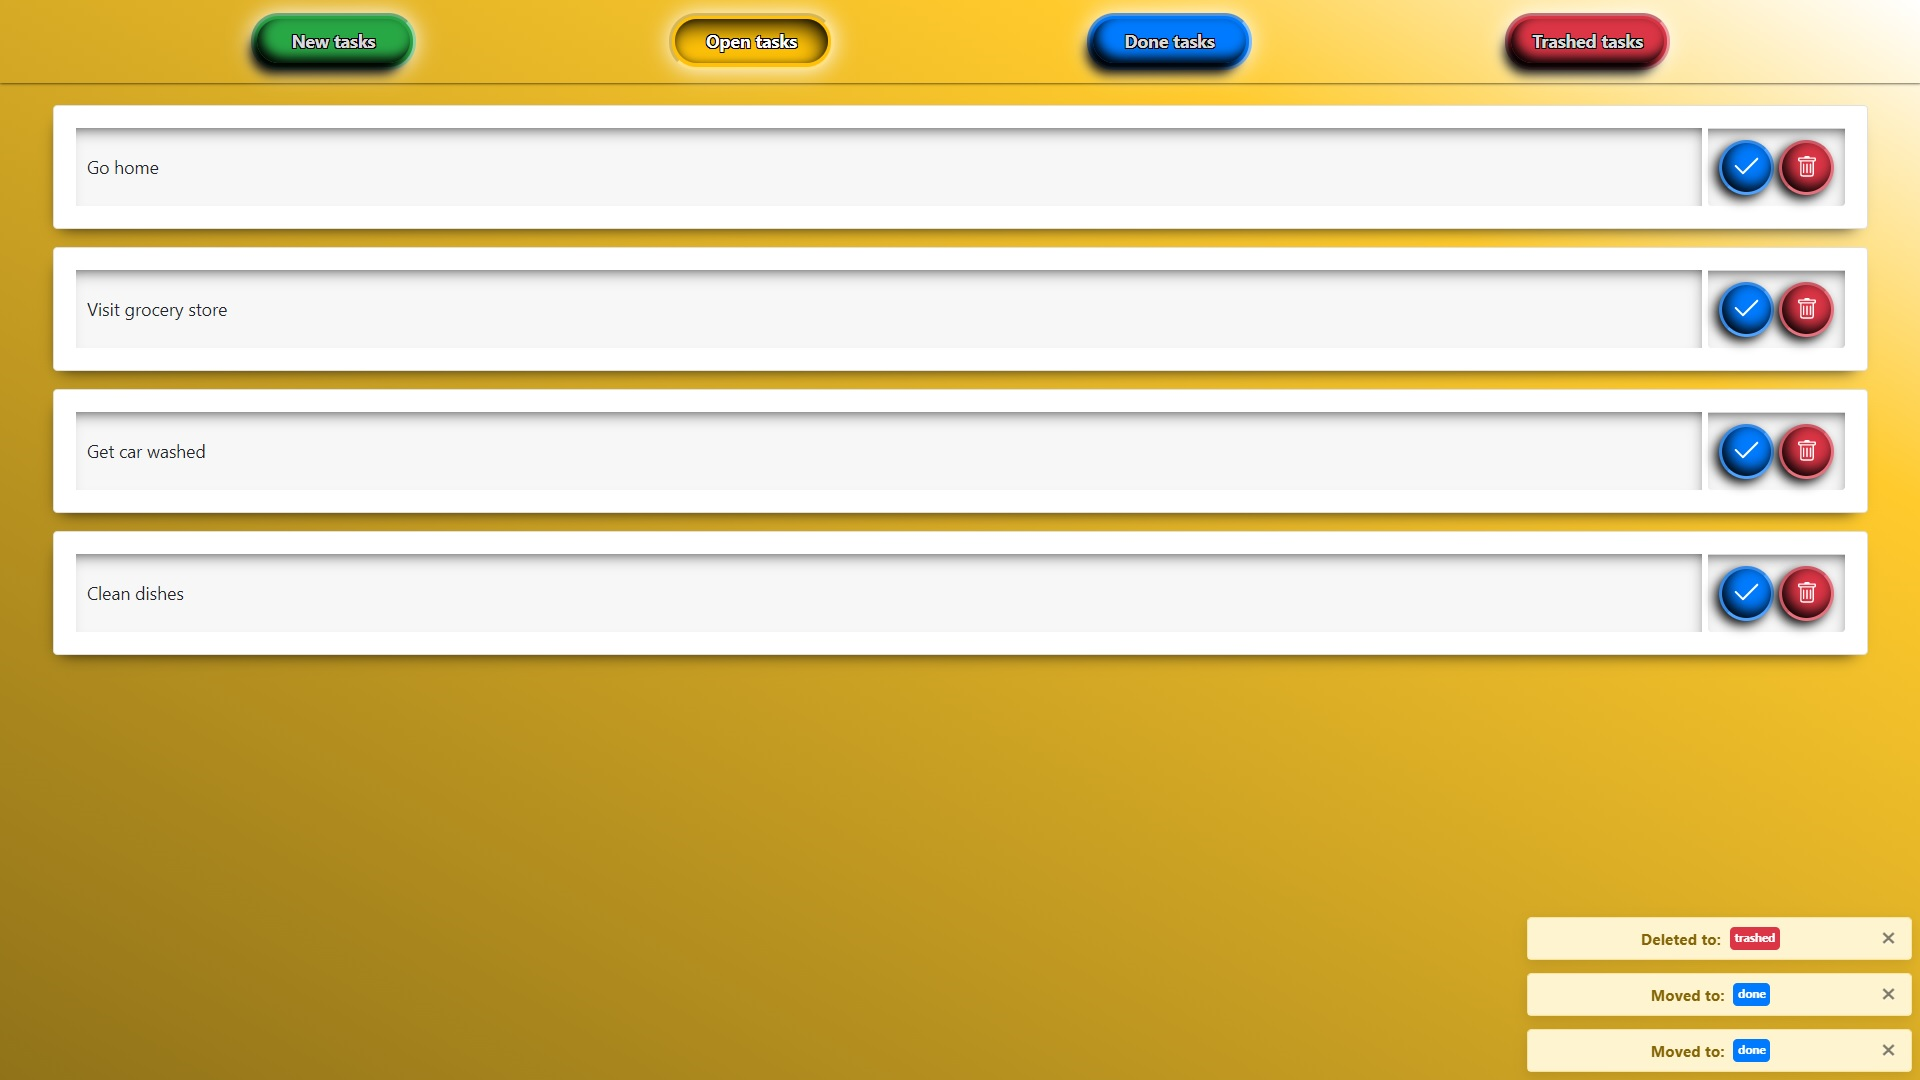 New tasks
Open tasks
Done tasks
Trashed tasks
Go home
Visit grocery store
Get car washed
Clean dishes
Deleted to: trashed
Moved to: done
Moved to: done